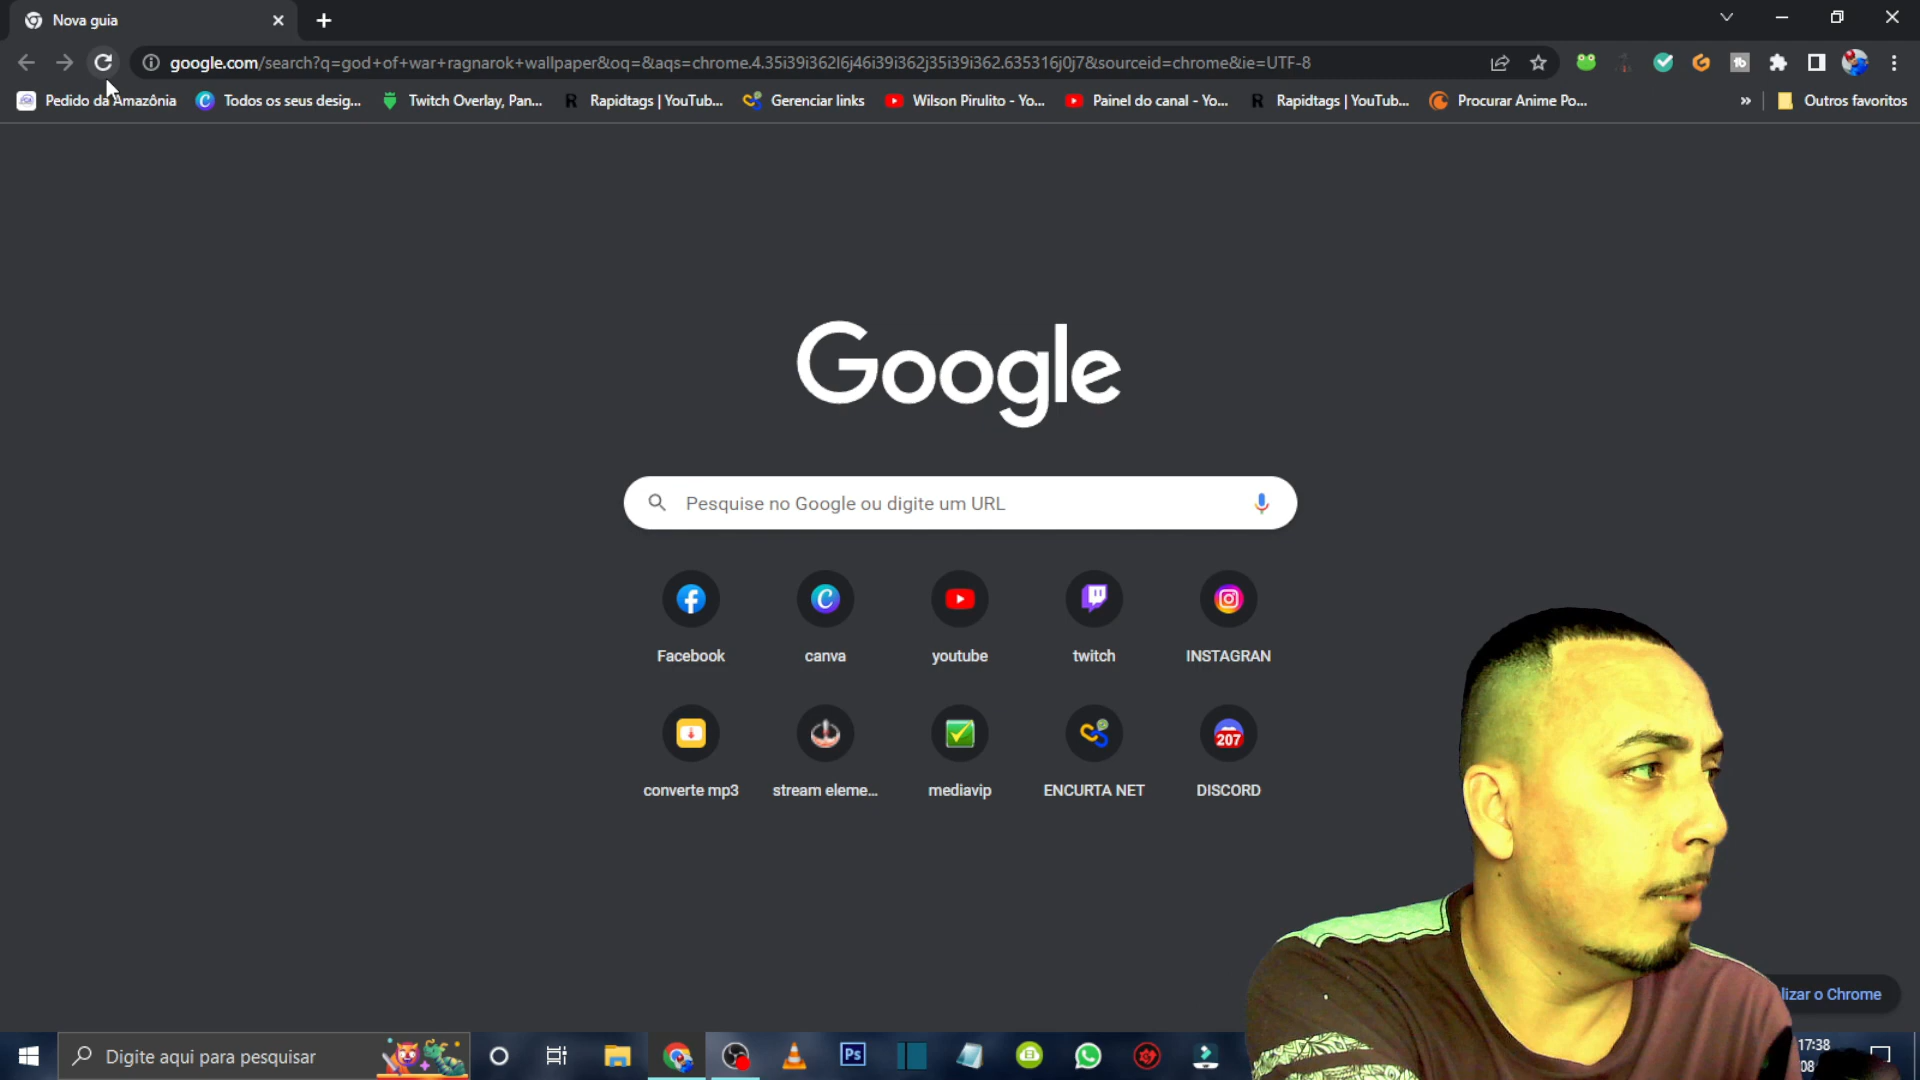 Nova guia
google.com/search?q=god+of+war+ragnarok+wallpaper&oq=&aqs=chrome.4.35i39i362l6j46i39i362j35i39i362.635316j0j7&sourceid=chrome&ie=UTF-8
Pedido da Amazônia
Todos os seus desig...
Twitch Overlay, Pan...
R
Rapidtags | YouTub...
Gerenciar links
Wilson Pirulito - Yo...
Painel do canal - Yo...
R
Rapidtags | YouTub...
Procurar Anime Po...
»
Outros favoritos
Google
Pesquise no Google ou digite um URL
Facebook
canva
youtube
twitch
INSTAGRAN
207
converte mp3
stream eleme...
mediavip
ENCURTA NET
DISCORD
lizar o Chrome
Digite aqui para pesquisar
Ps
17:38
08